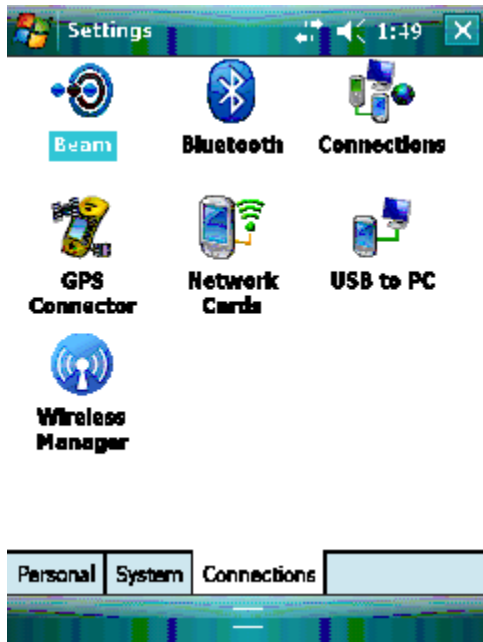 Settings 1:49
Beam Bluetooth Connections
GPS Network USB to PC
Connector Cards
Wireless
Manager
Personal System Connections